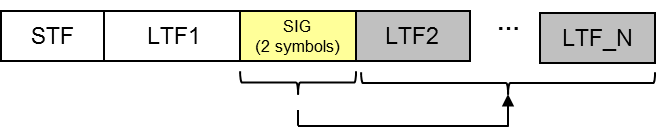 STF
LTF1
SIG
(2 symbols)
LTF2
...
LTF_N